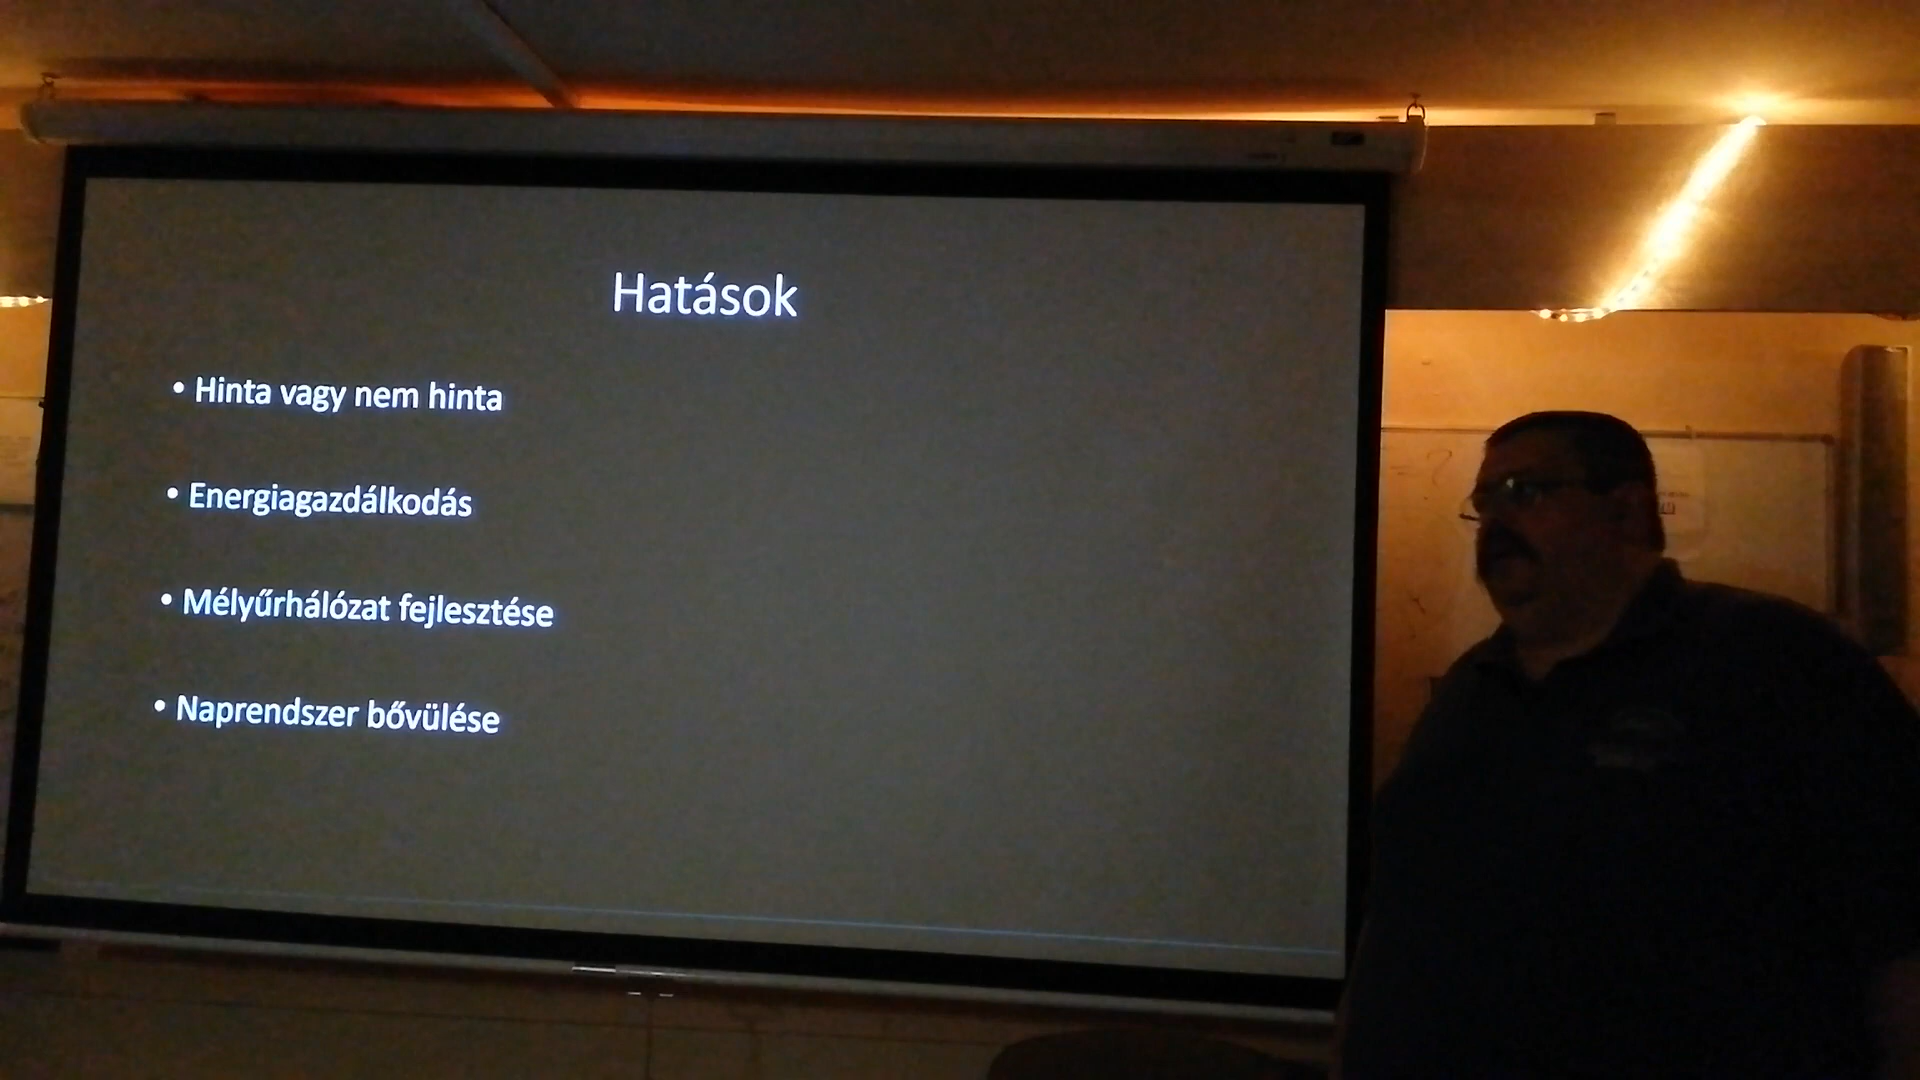 Hatások
• Hinta vagy nem hinta
• Energiagazdálkodás
• Mélyűrhálózat fejlesztése
• Naprendszer bővülése